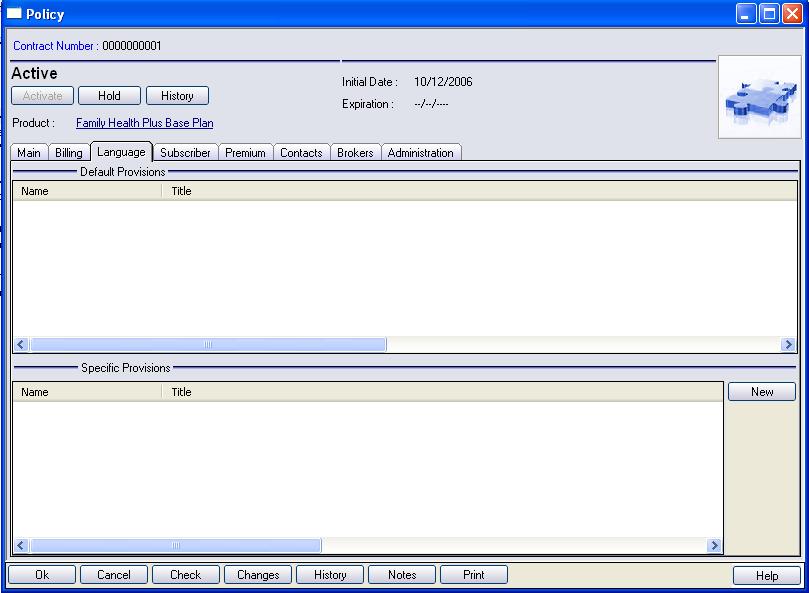 Policy
Contract Number : 0000000001
Active
Activate Hold History
Initial Date : 10/12/2006
Expiration : --/--/----
Product : Family Health Plus Base Plan
Main Billing Language Subscriber Premium Contacts Brokers Administration
Default Provisions
Name Title
Specific Provisions
Name Title
New
Ok Cancel Check Changes History Notes Print Help